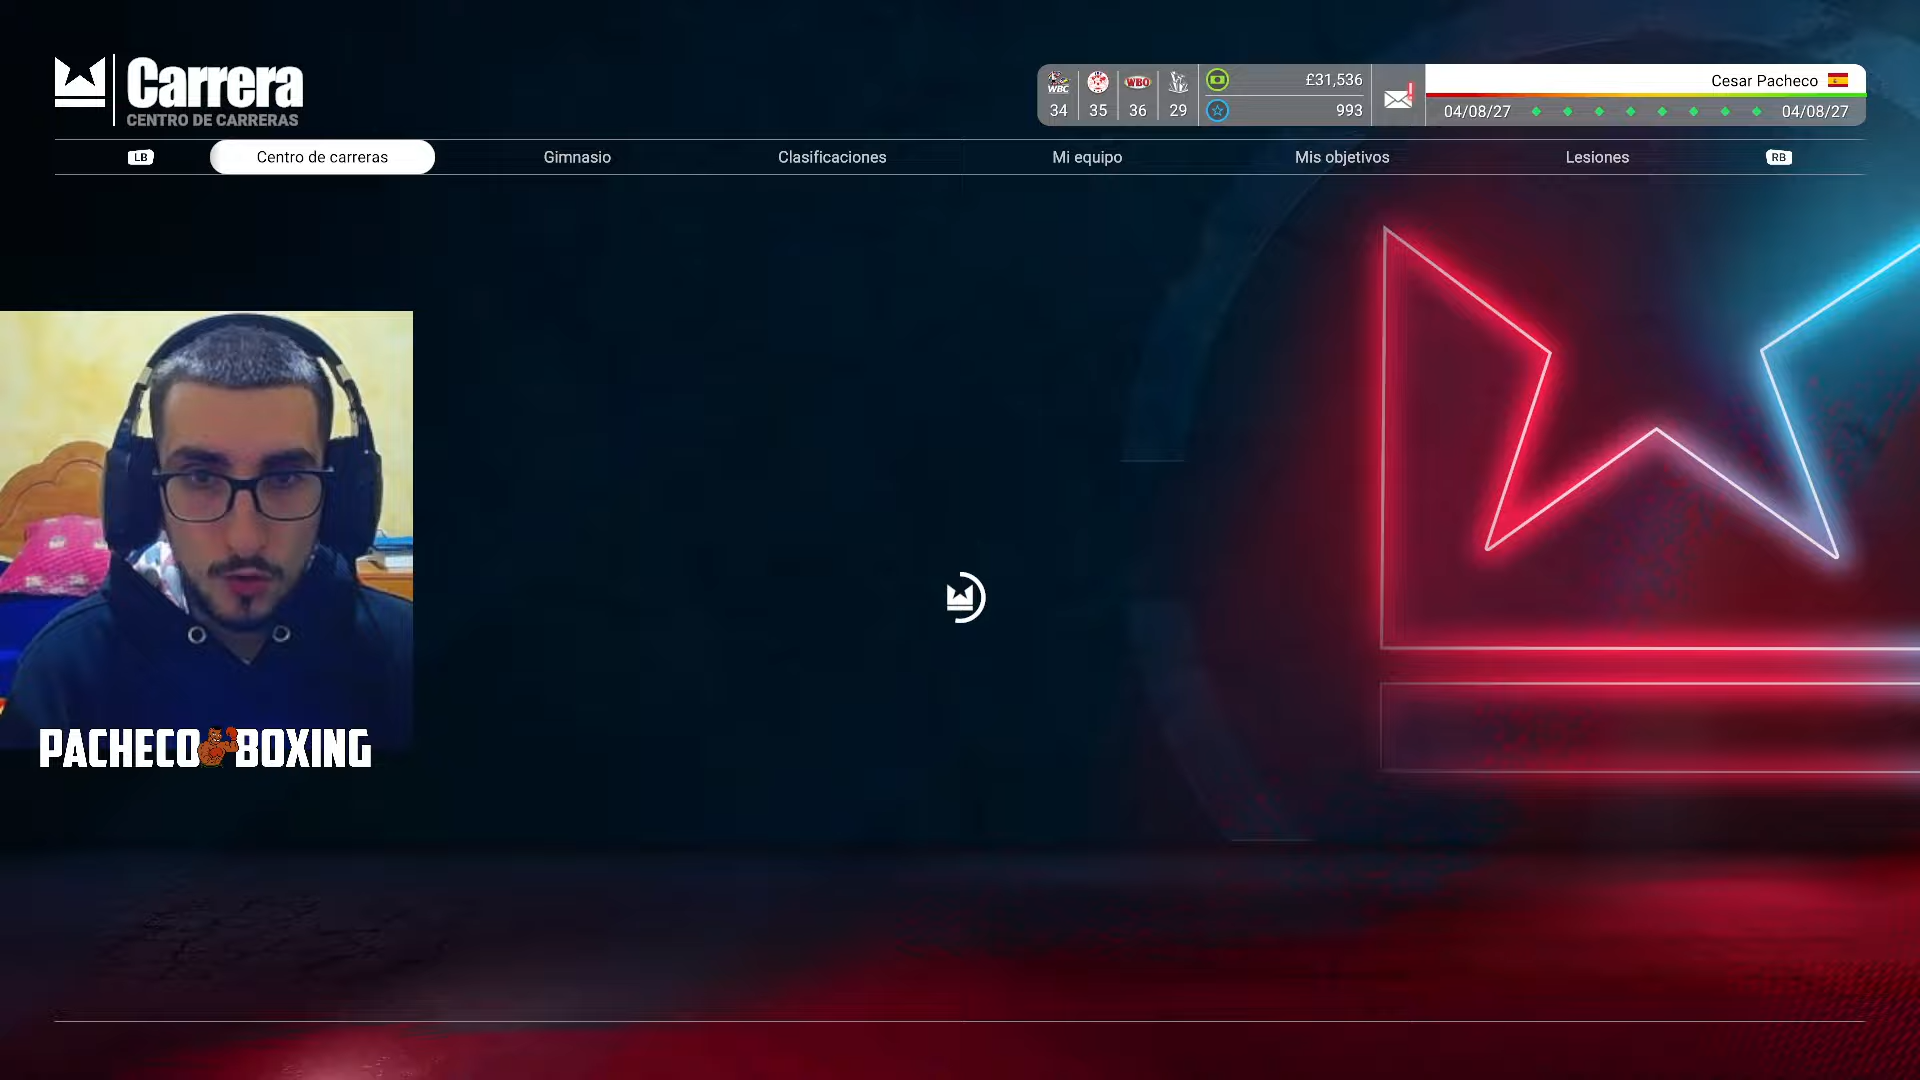 Carrera
CENTRO DE CARRERAS
WBC
34
35
WBO
36
29
£31,536
993
Cesar Pacheco
04/08/27
04/08/27
LB
Centro de carreras
Gimnasio
Clasificaciones
Mi equipo
Mis objetivos
Lesiones
RB
PACHECO BOXING